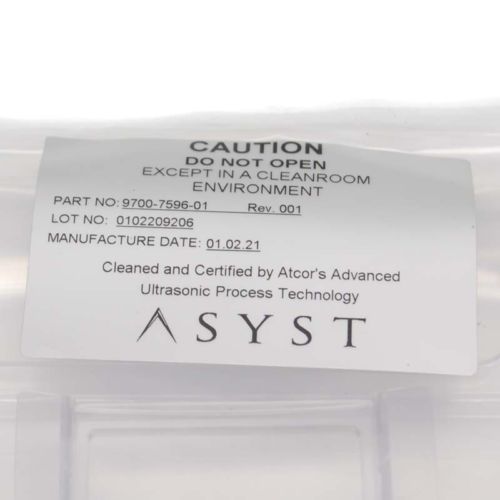 CAUTION
DO NOT OPEN
EXCEPT IN A CLEANROOM
ENVIRONMENT
PART NO: 9700-7596-01 Rev. 001
LOT NO: 0102209206
MANUFACTURE DATE: 01.02.21
Cleaned and Certified by Atcor's Advanced
Ultrasonic Process Technology
ASYST